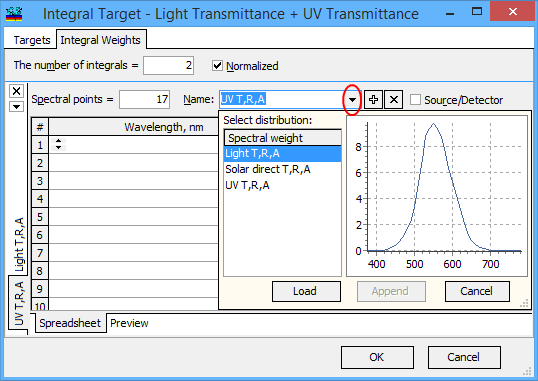 Integral Target - Light Transmittance + UV Transmittance
Targets Integral Weights
The number of integrals = 2 Normalized
Spectral points = 17 Name: UV T,R,A Source/Detector
# Wavelength, nm
1
2
3
4
5
6
7
8
9
10
Select distribution:
Spectral weight
Light T,R,A
Solar direct T,R,A
UV T,R,A
8
6
4
2
0
400 500 600 700
Load Append Cancel
Light T,R,A
UV T,R,A
Spreadsheet Preview
OK Cancel